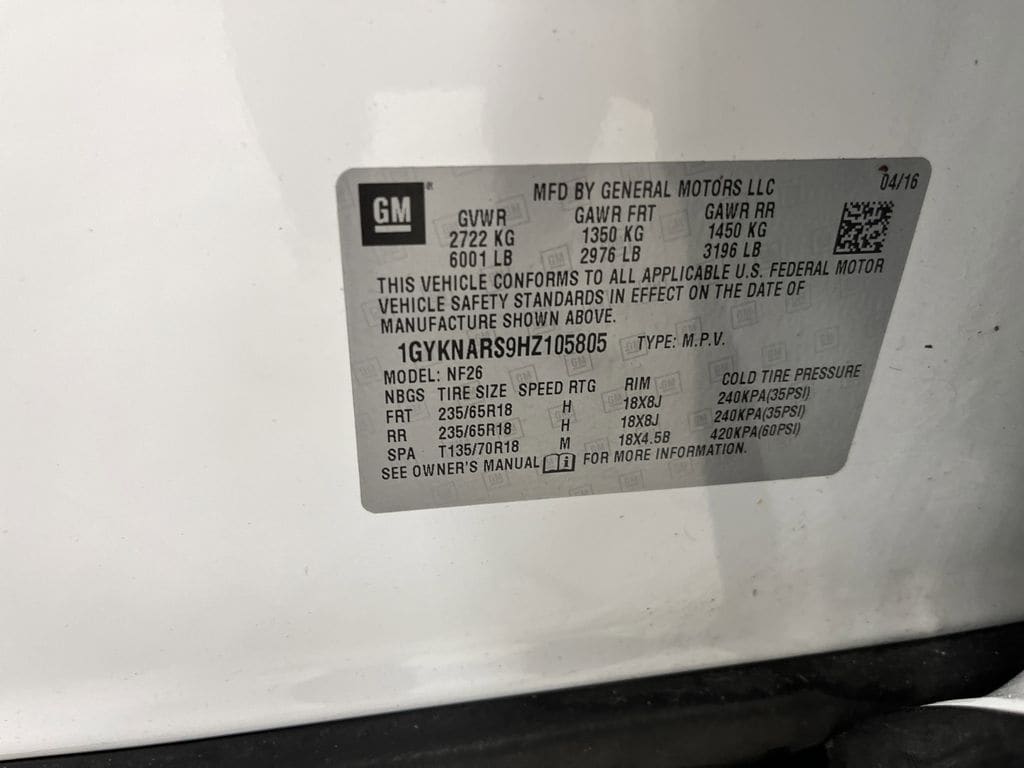 GM
MFD BY GENERAL MOTORS LLC 04/16
GVWR GAWR FRT GAWR RR
2722 KG 1350 KG 1450 KG
6001 LB 2976 LB 3196 LB
THIS VEHICLE CONFORMS TO ALL APPLICABLE U.S. FEDERAL MOTOR
VEHICLE SAFETY STANDARDS IN EFFECT ON THE DATE OF
MANUFACTURE SHOWN ABOVE.
1GYKNARS9HZ105805 TYPE: M.P.V.
MODEL: NF26
NBGS TIRE SIZE SPEED RTG RIM COLD TIRE PRESSURE
FRT 235/65R18 H 18X8J 240KPA(35PSI)
RR 235/65R18 H 18X8J 240KPA(35PSI)
SPA T135/70R18 M 18X4.5B 420KPA(60PSI)
SEE OWNER'S MANUAL FOR MORE INFORMATION.